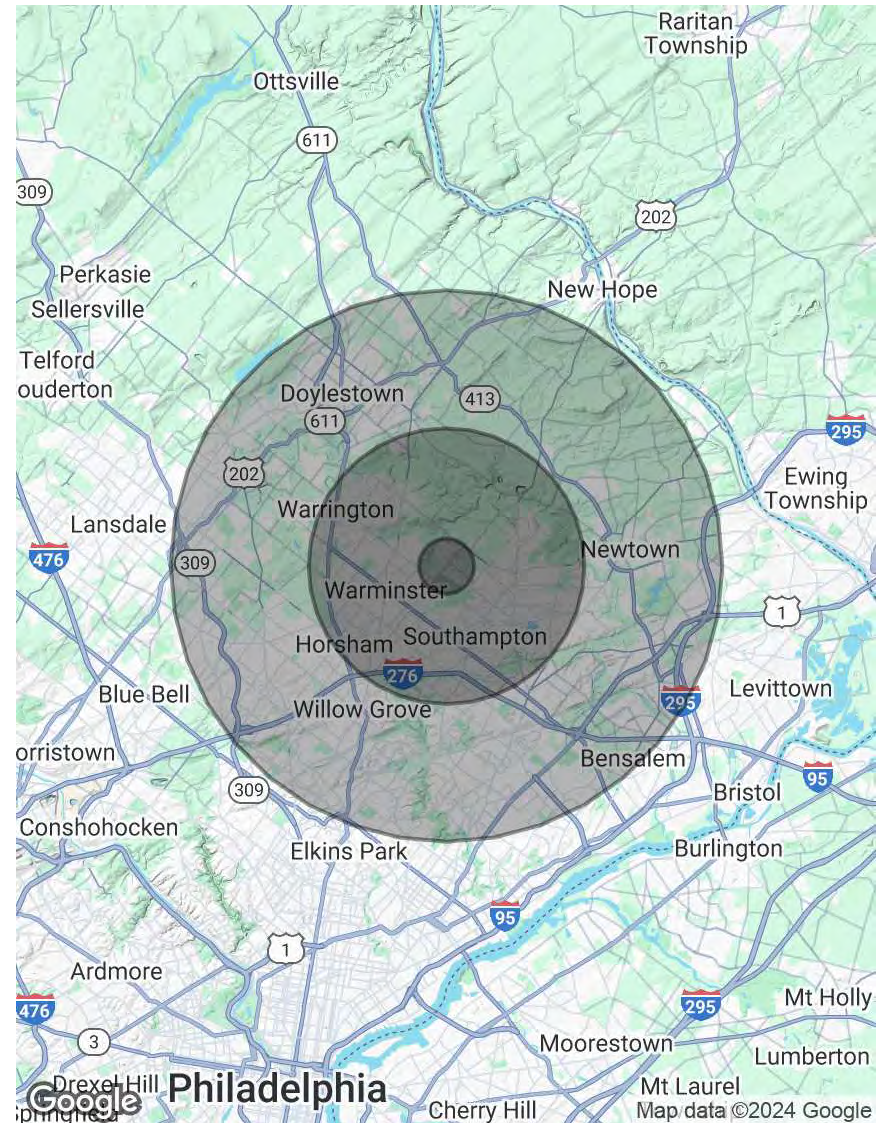 Raritan
Township
Ottsville
611
309
202
Perkasie
New Hope
Sellersville
Telford
ouderton
Doylestown
413
611
295
202
Ewing
Township
Warrington
Lansdale
476
309
Newtown
Warminster
1
Horsham
Southampton
276
Blue Bell
Levittown
295
Willow Grove
orristown
Bensalem
95
309
Bristol
Conshohocken
Elkins Park
Burlington
95
1
Ardmore
476
295
Mt Holly
3
Moorestown
Lumberton
Drexel Hill
Philadelphia
Mt Laurel
Google
Springfield
Cherry Hill
Map data ©2024 Google